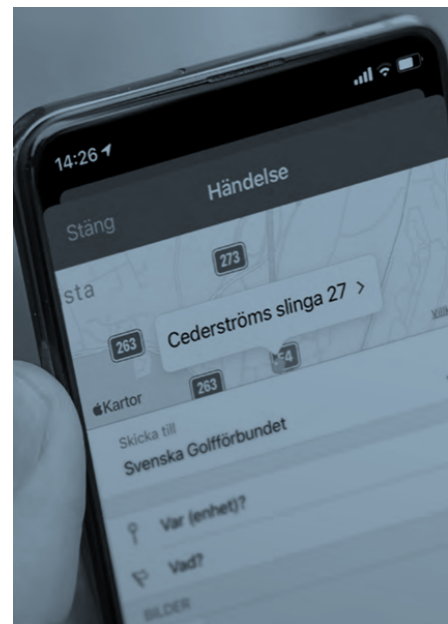 14:26
Stäng
Händelse
sta
273
263
Cederströms slinga 27 >
Kartor
263
Skicka till
Svenska Golfförbundet
Var (enhet)?
Vad?
BILDER